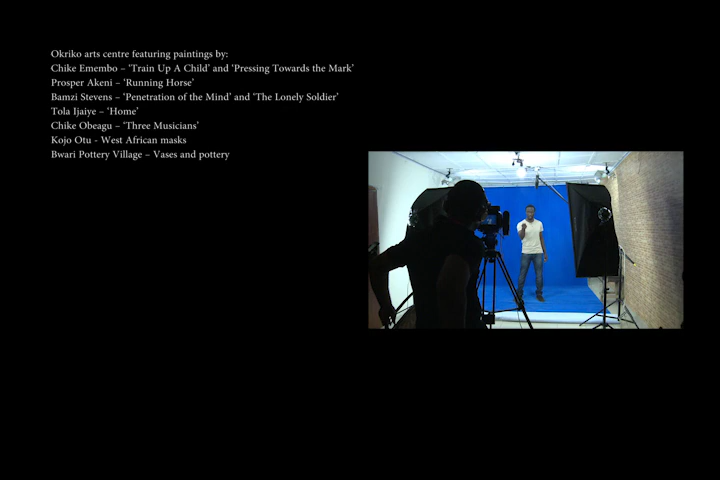 Okriko arts centre featuring paintings by:
Chike Emembo – ‘Train Up A Child’ and ‘Pressing Towards the Mark’
Prosper Akeni – ‘Running Horse’
Bamzi Stevens – ‘Penetration of the Mind’ and ‘The Lonely Soldier’
Tola Ijaiye – ‘Home’
Chike Obeagu – ‘Three Musicians’
Kojo Otu - West African masks
Bwari Pottery Village – Vases and pottery